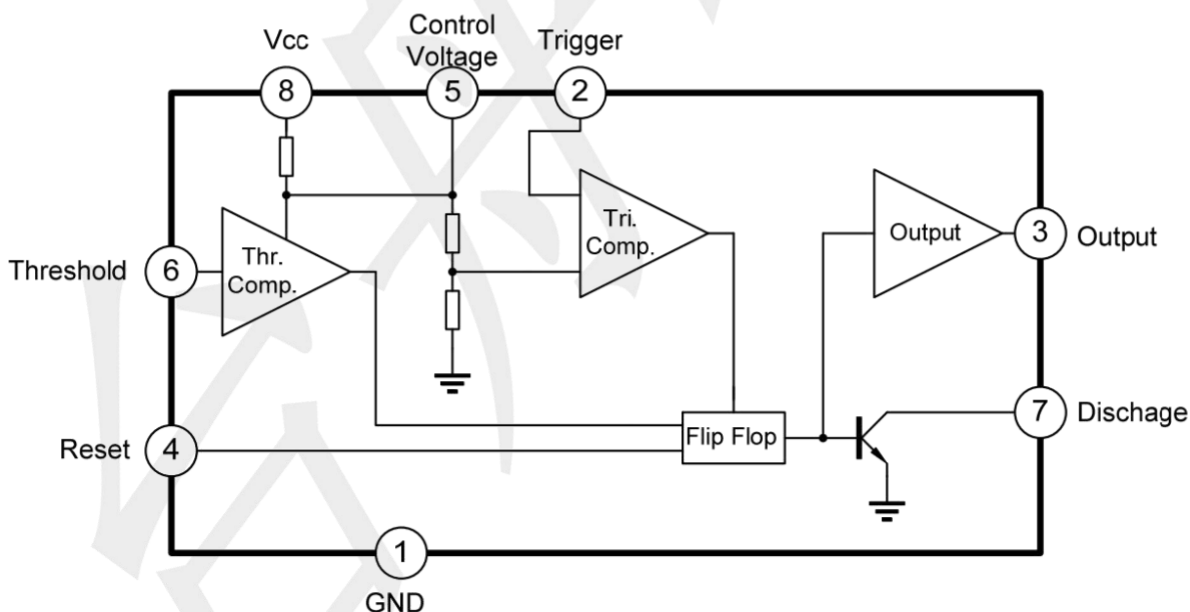 Vcc
Control
Voltage
Trigger
8
5
2
Thr.
Comp.
Tri.
Comp.
Output
3
Output
Threshold
6
Flip Flop
7
Dischage
Reset
4
1
GND